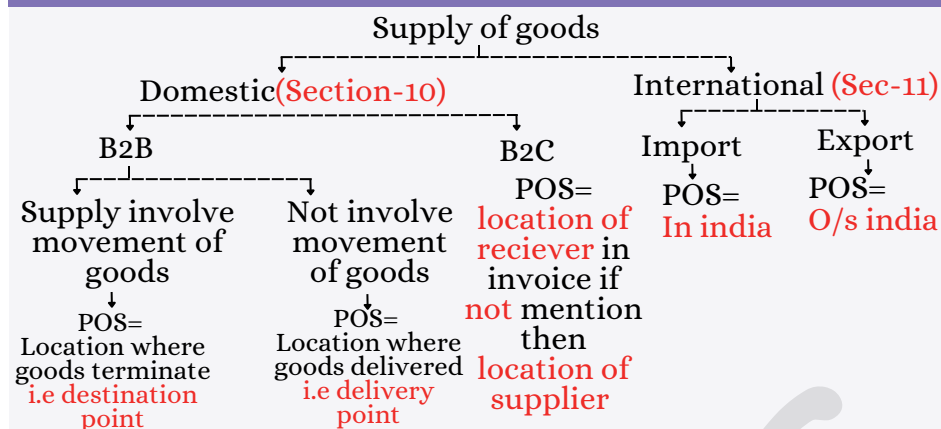 Supply of goods
Domestic(Section-10)
International (Sec-11)
B2B
B2C
Import
Export
Supply involve
movement of
goods
POS=
Location where
goods terminate
i.e destination
point
Not involve
movement
of goods
POS=
Location where
goods delivered
i.e delivery
point
POS=
location of
reciever in
invoice if
not mention
then
location of
supplier
POS=
In india
POS=
O/s india